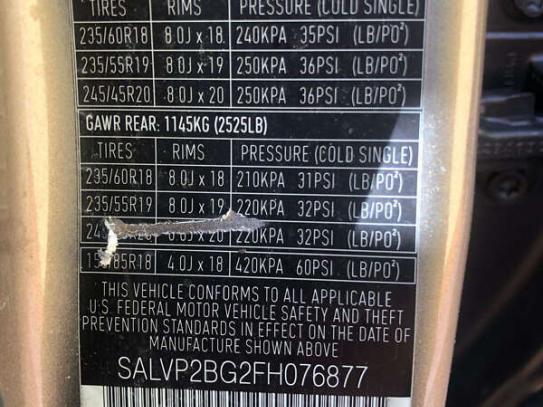 TIRES RIMS PRESSURE (COLD SINGLE)
235/60R18 8.0J x 18 240KPA 35PSI (LB/PO²)
235/55R19 8.0J x 19 250KPA 36PSI (LB/PO²)
245/45R20 8.0J x 20 250KPA 36PSI (LB/PO²)
GAWR REAR: 1145KG (2525LB)
TIRES RIMS PRESSURE (COLD SINGLE)
235/60R18 8.0J x 18 210KPA 31PSI (LB/PO²)
235/55R19 8.0J x 19 220KPA 32PSI (LB/PO²)
x 20 220KPA 32PSI (LB/PO²)
4.0J x 18 420KPA 60PSI (LB/PO²)
THIS VEHICLE CONFORMS TO ALL APPLICABLE
U.S. FEDERAL MOTOR VEHICLE SAFETY AND THEFT
PREVENTION STANDARDS IN EFFECT ON THE DATE OF
MANUFACTURE SHOWN ABOVE
SALVP2BG2FH076877